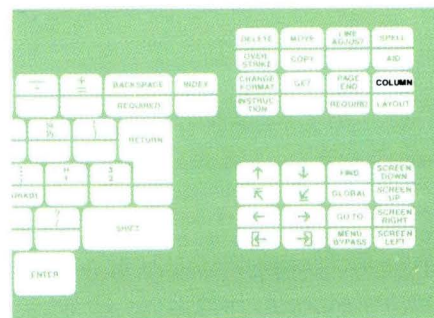 DELETE MOVE LINE ADJUST SPELL
OVER STRIKE COPY AID
CHANGE FORMAT GET PAGE END COLUMN
INSTRUC TION REQUIRD LAYOUT
BACKSPACE INDEX
REQUIRED
RETURN
SHIFT
ENTER
FIND SCREEN DOWN
GLOBAL SCREEN UP
GO TO SCREEN RIGHT
MENU BYPASS SCREEN LEFT